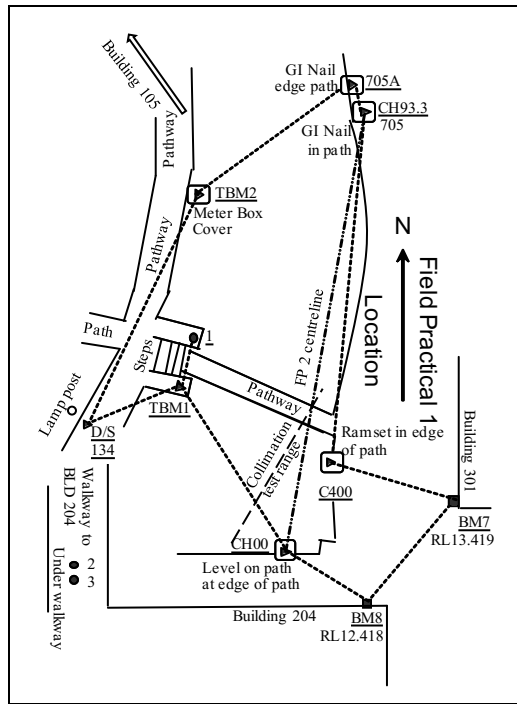 Building 105
Pathway
GI Nail
edge path
705A
CH93.3
705
GI Nail
in path
TBM2
Meter Box
Cover
Pathway
N
Field Practical 1
Location
FP 2 centreline
Path
Steps
1
Pathway
Lamp post
TBM1
D/S
134
Collimation
test range
Ramset in edge
of path
C400
Building 301
BM7
RL13.419
Walkway to
BLD 204
2
3
Under walkway
CH00
Level on path
at edge of path
Building 204
BM8
RL12.418